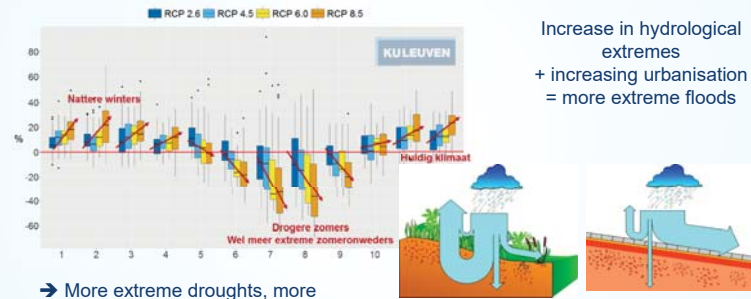 RCP 2.6 RCP 4.5 RCP 6.0 RCP 8.5
KU LEUVEN
Nattere winters
80
60
40
20
%
0
-20
-40
-60
Huidig klimaat
Drogere zomers
Wel meer extreme zomeronweders
1 2 3 4 5 6 7 8 9 10
Increase in hydrological
extremes
+ increasing urbanisation
= more extreme floods
➔ More extreme droughts, more